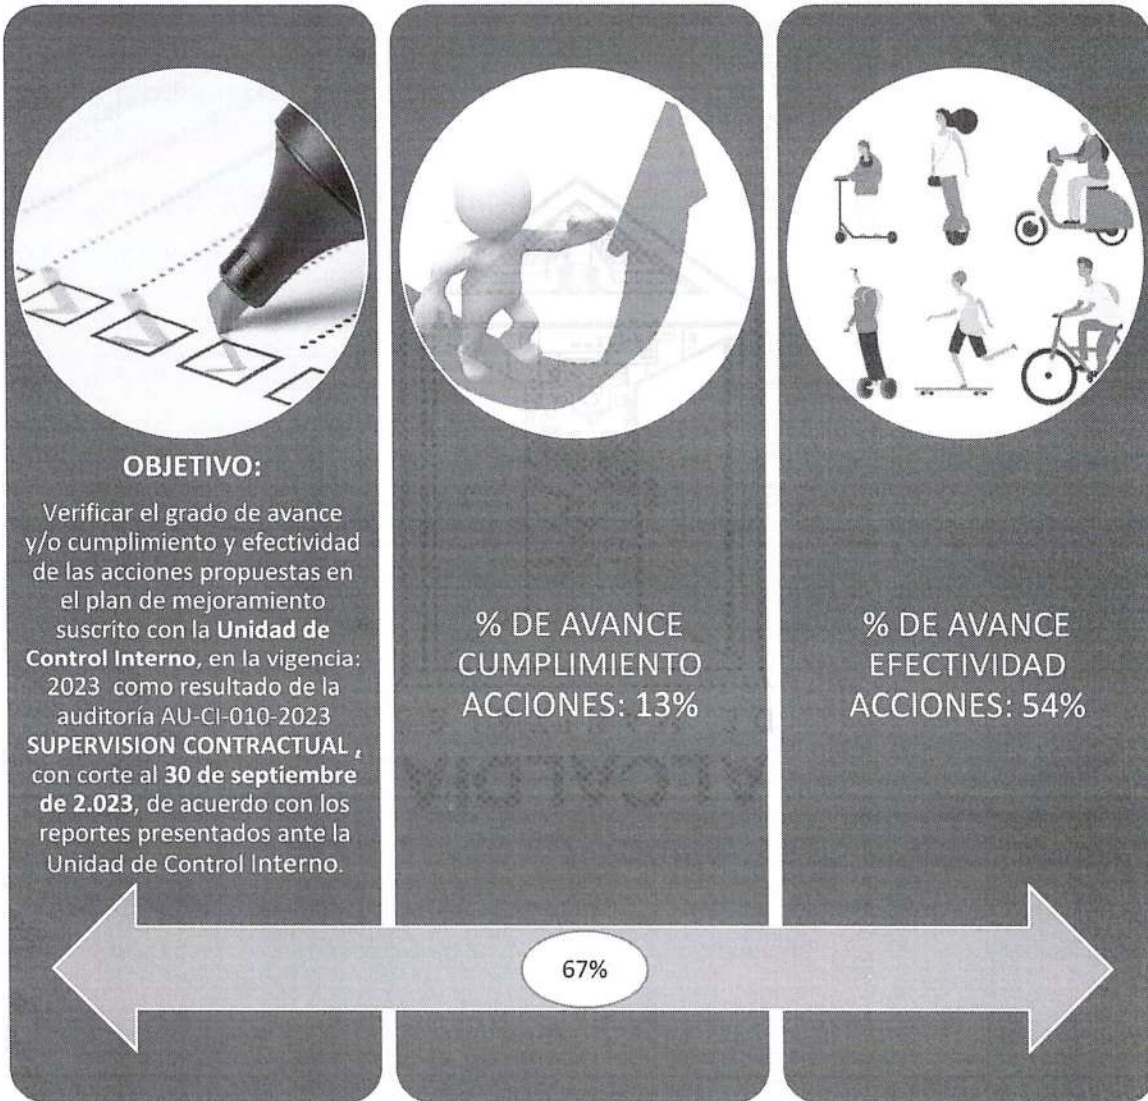 OBJETIVO:
Verificar el grado de avance
y/o cumplimiento y efectividad
de las acciones propuestas en
el plan de mejoramiento
suscrito con la Unidad de
Control Interno, en la vigencia:
2023 como resultado de la
auditoría AU-CI-010-2023
SUPERVISION CONTRACTUAL ,
con corte al 30 de septiembre
de 2.023, de acuerdo con los
reportes presentados ante la
Unidad de Control Interno.
% DE AVANCE
CUMPLIMIENTO
ACCIONES: 13%
% DE AVANCE
EFECTIVIDAD
ACCIONES: 54%
67%